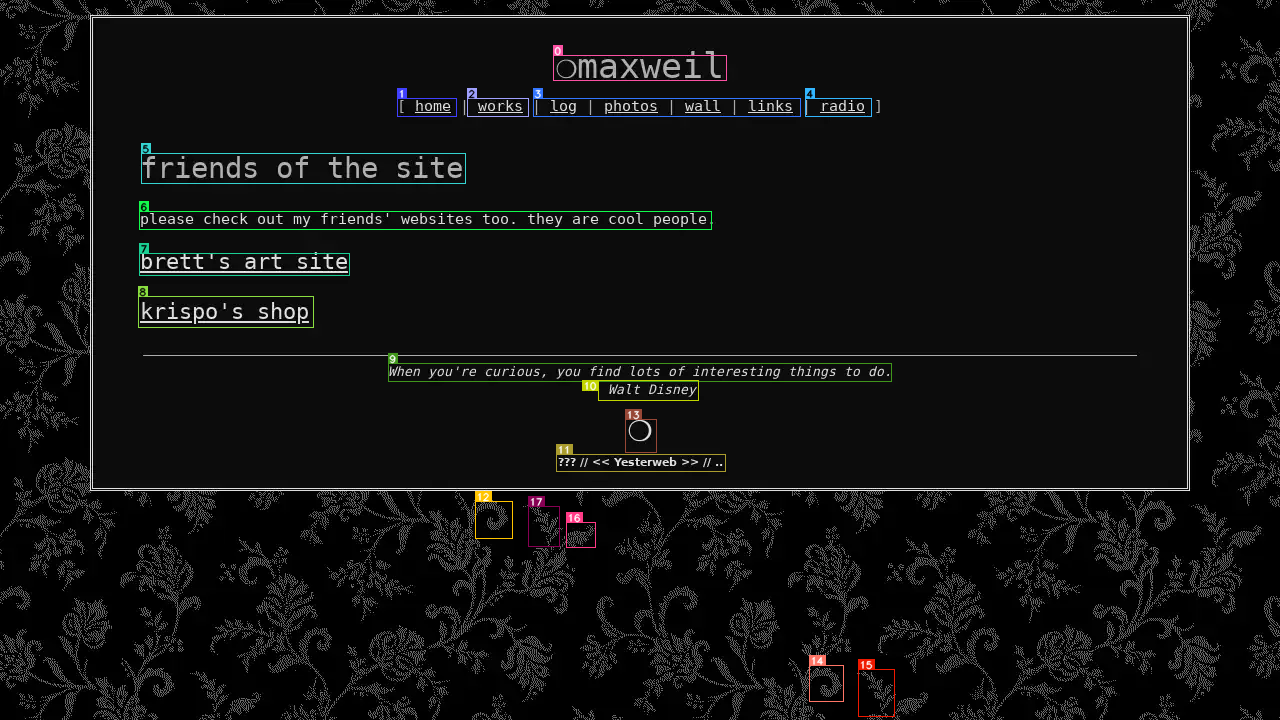 ❍maxweil
[ home | works | log | photos | wall | links | radio ]
friends of the site
please check out my friends' websites too. they are cool people.
brett's art site
krispo's shop
When you're curious, you find lots of interesting things to do.
Walt Disney
❍
??? // << Yesterweb >> // ..